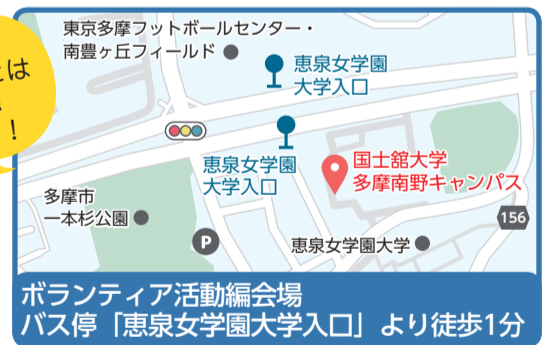 とは
！
東京多摩フットボールセンター・
南豊ヶ丘フィールド
恵泉女学園
大学入口
恵泉女学園
大学入口
国士舘大学
多摩南野キャンパス
多摩市
一本杉公園
P
156
恵泉女学園大学
ボランティア活動編会場
バス停「恵泉女学園大学入口」より徒歩1分